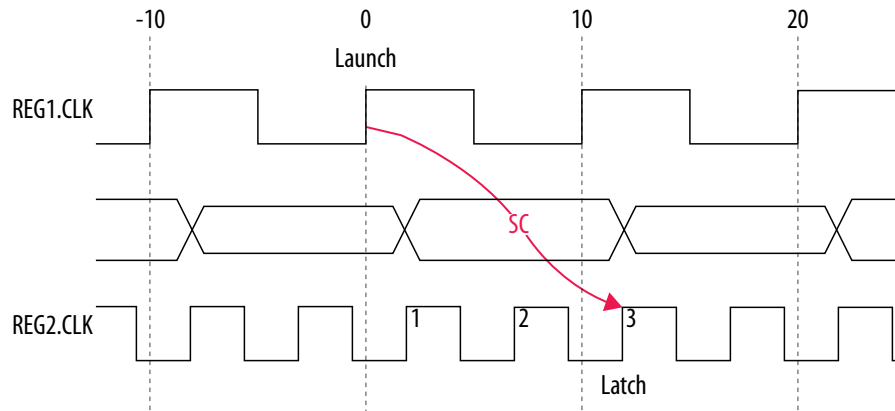 -10 0 10 20
Launch
REG1.CLK
SC
REG2.CLK 1 2 3
Latch